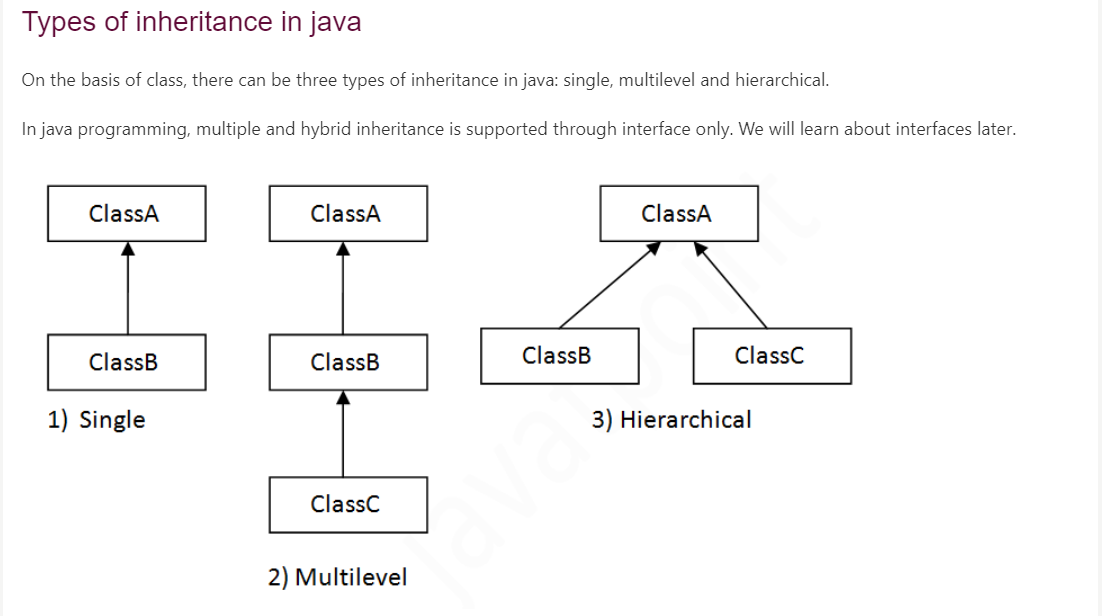 Types of inheritance in java
On the basis of class, there can be three types of inheritance in java: single, multilevel and hierarchical.
In java programming, multiple and hybrid inheritance is supported through interface only. We will learn about interfaces later.
ClassA
ClassB
1) Single
ClassA
ClassB
ClassC
2) Multilevel
ClassA
ClassB
ClassC
3) Hierarchical